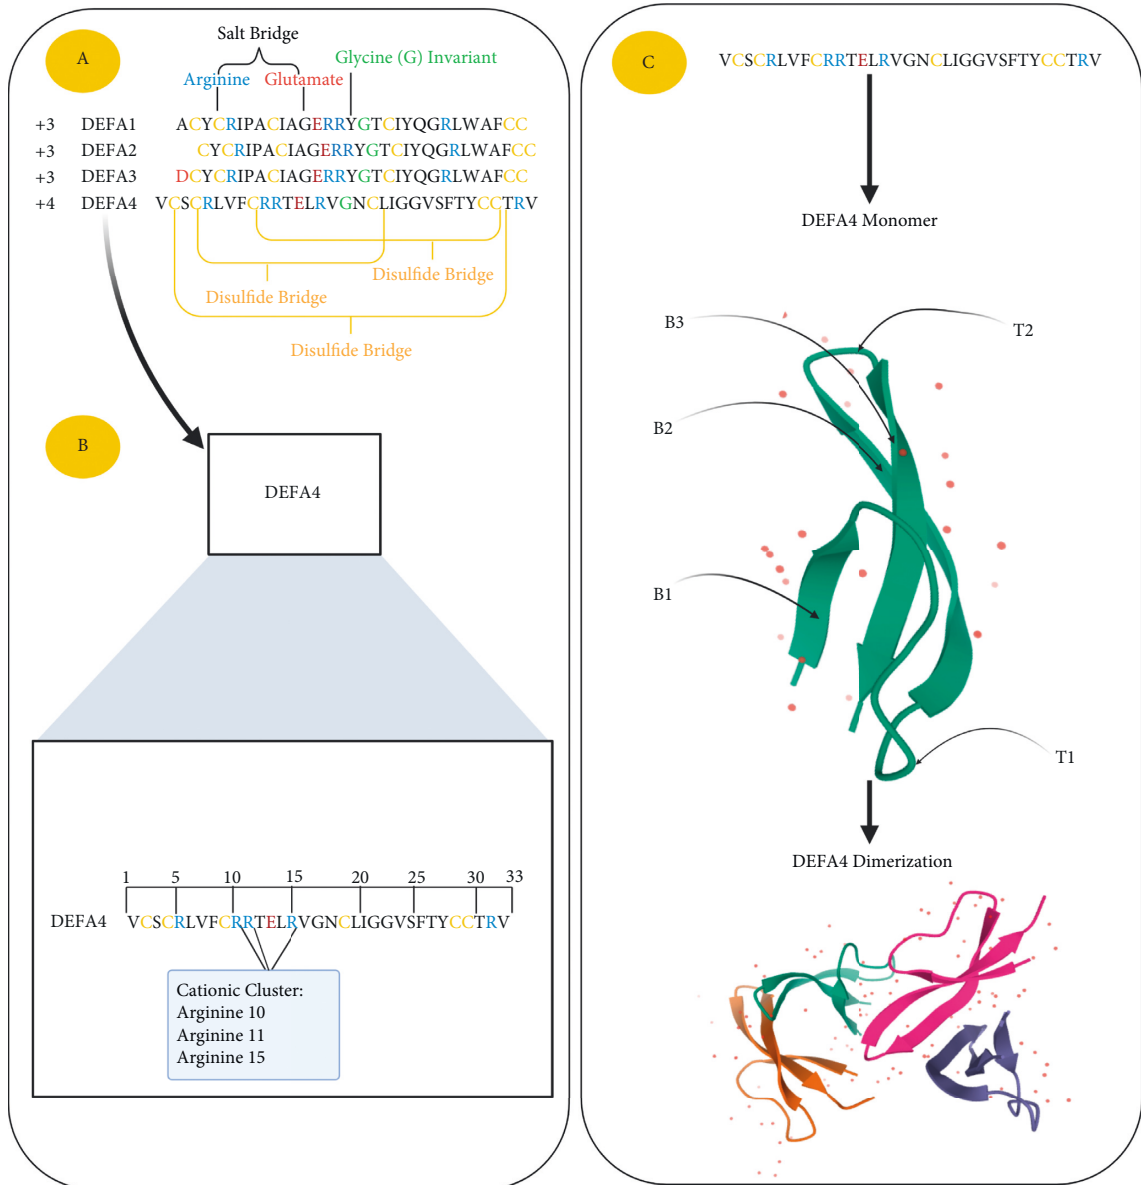 A
Salt Bridge
Glycine (G) Invariant
Arginine Glutamate
+3 DEFA1 ACYCRIPACIAGERRYGTCIYQGRLWAFCC
+3 DEFA2 CYCRIPACIAGERRYGTCIYQGRLWAFCC
+3 DEFA3 DCYCRIPACIAGERRYGTCIYQGRLWAFCC
+4 DEFA4 VCSCRLVFCRRTELRVGNCLIGGVSFTYCCTRV
Disulfide Bridge
Disulfide Bridge
Disulfide Bridge
B
DEFA4
1 5 10 15 20 25 30 33
DEFA4 VCSCRLVFCRRTELRVGNCLIGGVSFTYCCTRV
Cationic Cluster:
Arginine 10
Arginine 11
Arginine 15
C
VCSCRLVFCRRTELRVGNCLIGGVSFTYCCTRV
DEFA4 Monomer
B3
T2
B2
B1
T1
DEFA4 Dimerization